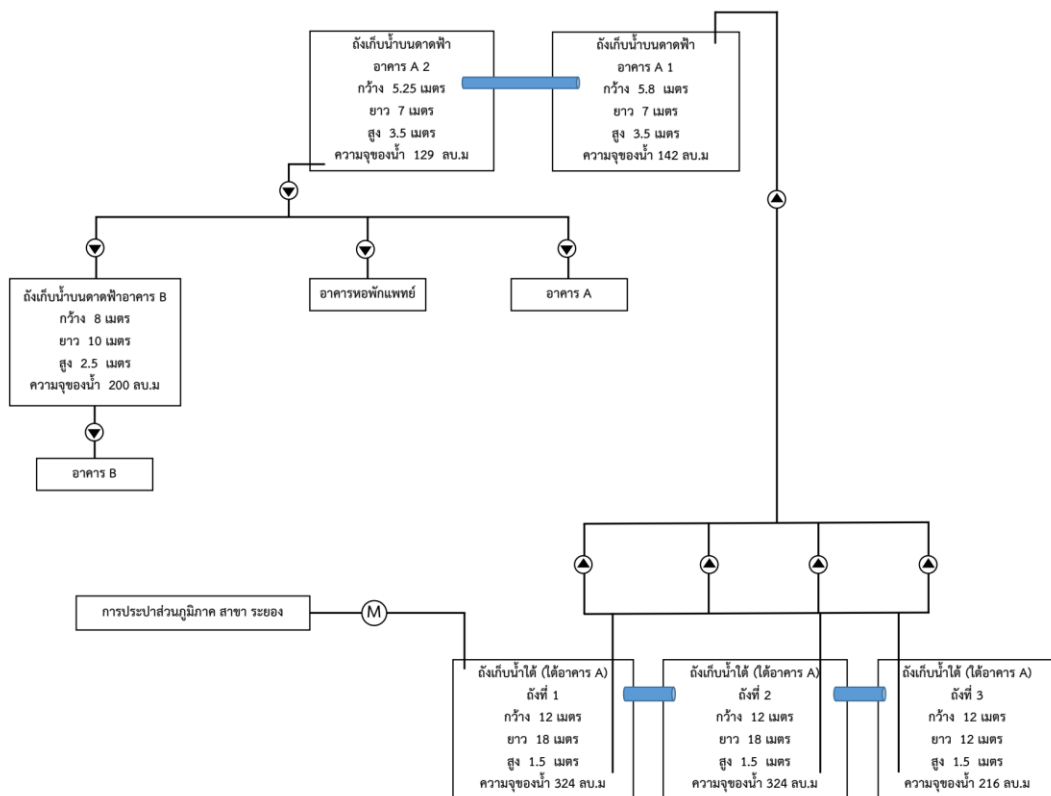 ถังเก็บน้ำบนดาดฟ้า
อาคาร A 2
กว้าง 5.25 เมตร
ยาว 7 เมตร
สูง 3.5 เมตร
ความจุของน้ำ 129 ลบ.ม
ถังเก็บน้ำบนดาดฟ้า
อาคาร A 1
กว้าง 5.8 เมตร
ยาว 7 เมตร
สูง 3.5 เมตร
ความจุของน้ำ 142 ลบ.ม
ถังเก็บน้ำบนดาดฟ้าอาคาร B
กว้าง 8 เมตร
ยาว 10 เมตร
สูง 2.5 เมตร
ความจุของน้ำ 200 ลบ.ม
อาคารหอพักแพทย์
อาคาร A
อาคาร B
การประปาส่วนภูมิภาค สาขา ระยอง
M
ถังเก็บน้ำใต้ (ใต้อาคาร A)
ถังที่ 1
กว้าง 12 เมตร
ยาว 18 เมตร
สูง 1.5 เมตร
ความจุของน้ำ 324 ลบ.ม
ถังเก็บน้ำใต้ (ใต้อาคาร A)
ถังที่ 2
กว้าง 12 เมตร
ยาว 18 เมตร
สูง 1.5 เมตร
ความจุของน้ำ 324 ลบ.ม
ถังเก็บน้ำใต้ (ใต้อาคาร A)
ถังที่ 3
กว้าง 12 เมตร
ยาว 12 เมตร
สูง 1.5 เมตร
ความจุของน้ำ 216 ลบ.ม